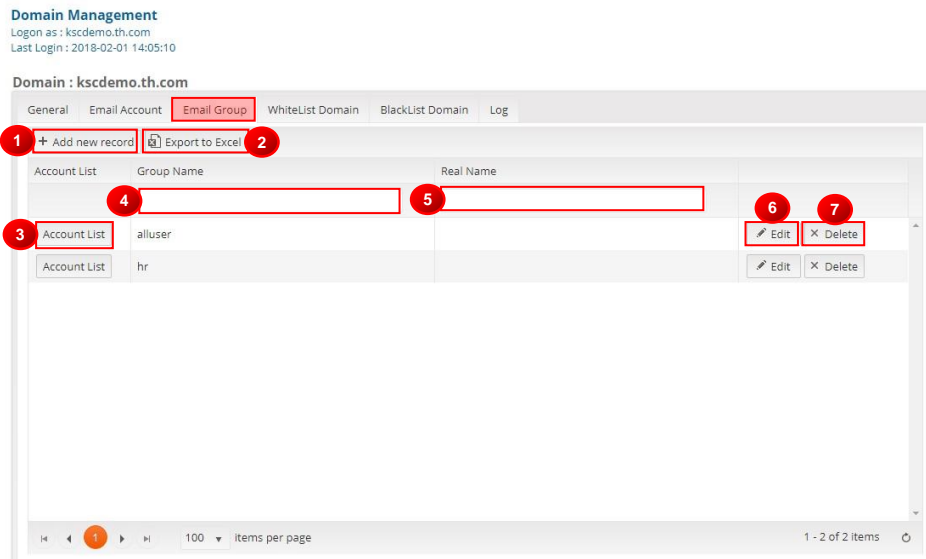 Domain Management
Logon as : kscdemo.th.com
Last Login : 2018-02-01 14:05:10
Domain : kscdemo.th.com
General Email Account Email Group WhiteList Domain BlackList Domain Log
1 + Add new record Export to Excel 2
Account List Group Name Real Name
4 5 6 7
3 Account List alluser Edit × Delete
Account List hr Edit × Delete
1 100 items per page 1 - 2 of 2 items